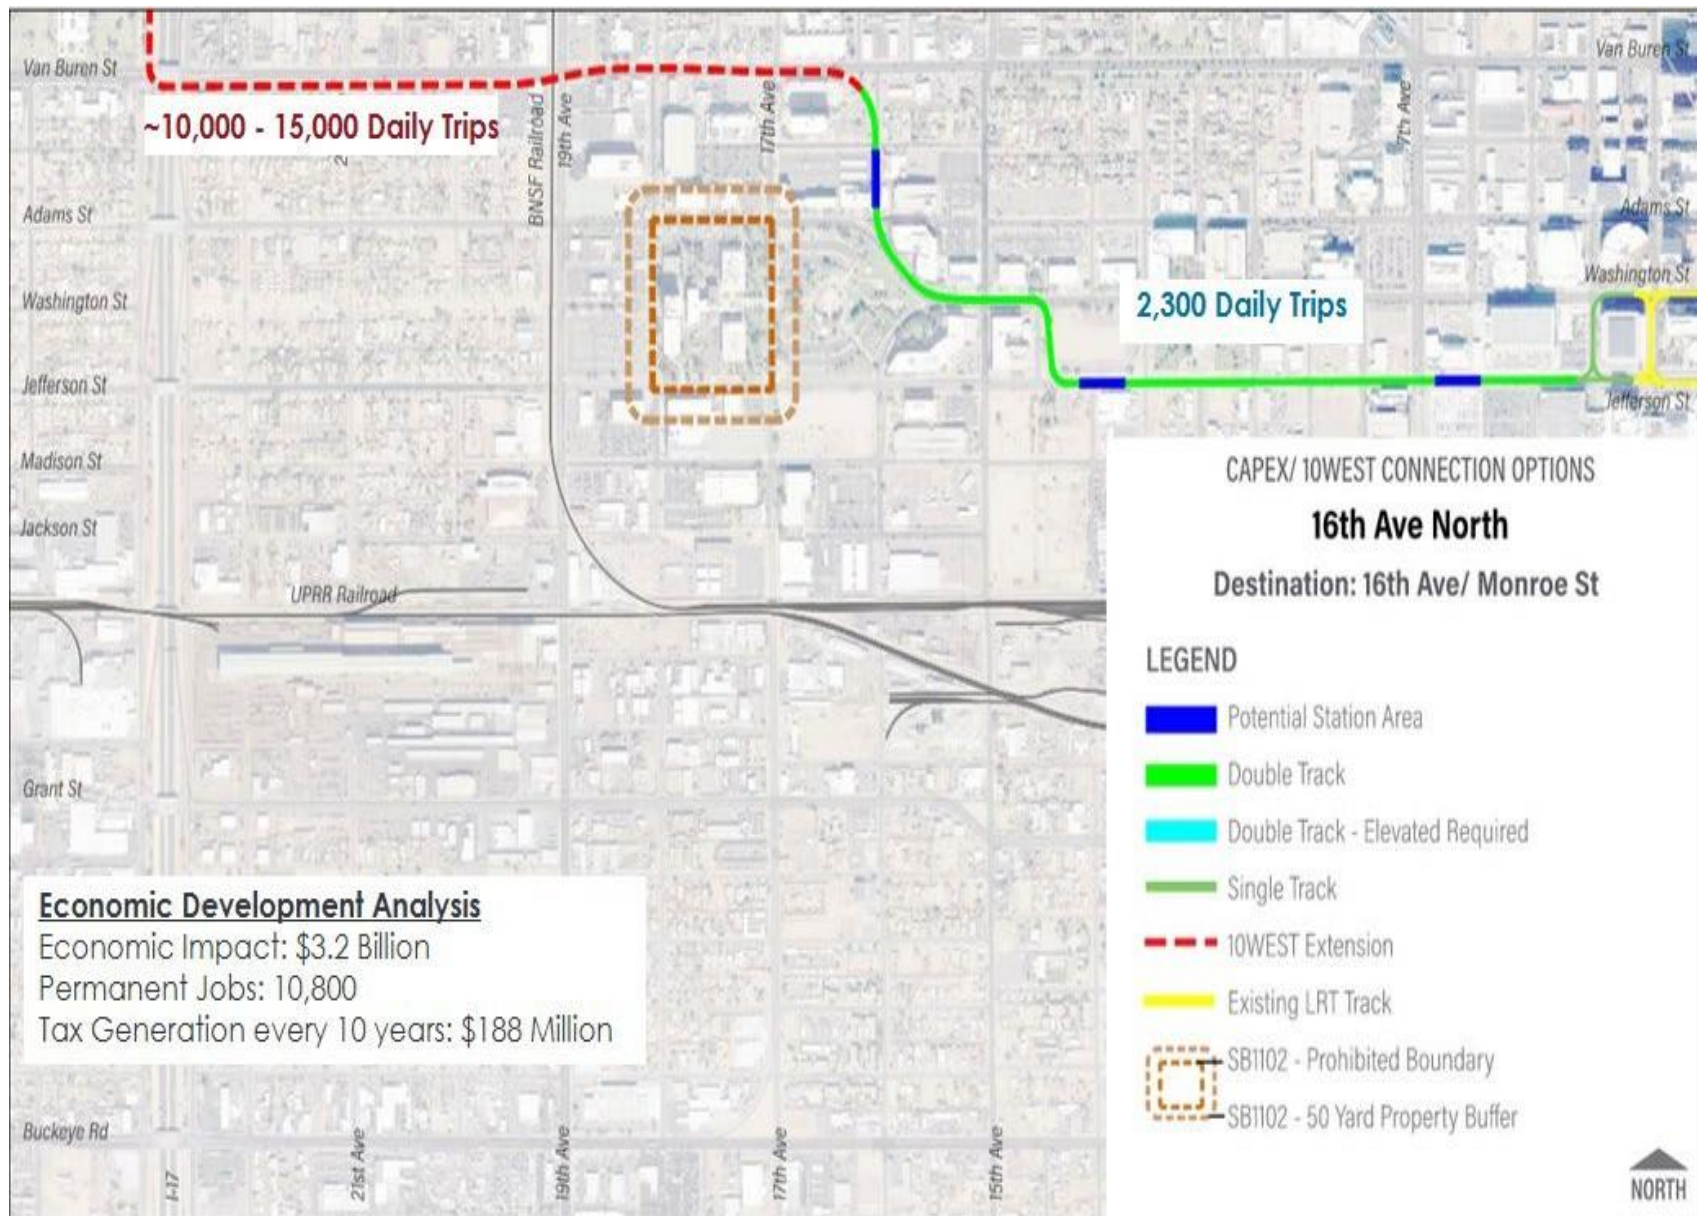 Van Buren St
Van Buren St
~10,000 - 15,000 Daily Trips
BNSF Railroad
19th Ave
17th Ave
7th Ave
Adams St
Adams St
Washington St
Washington St
2,300 Daily Trips
Jefferson St
Jefferson St
Madison St
Jackson St
UPRR Railroad
Grant St
CAPEX/ 10WEST CONNECTION OPTIONS
16th Ave North
Destination: 16th Ave/ Monroe St
LEGEND
Potential Station Area
Double Track
Double Track - Elevated Required
Single Track
10WEST Extension
Existing LRT Track
SB1102 - Prohibited Boundary
SB1102 - 50 Yard Property Buffer
Economic Development Analysis
Economic Impact: $3.2 Billion
Permanent Jobs: 10,800
Tax Generation every 10 years: $188 Million
Buckeye Rd
I-17
21st Ave
19th Ave
17th Ave
15th Ave
NORTH